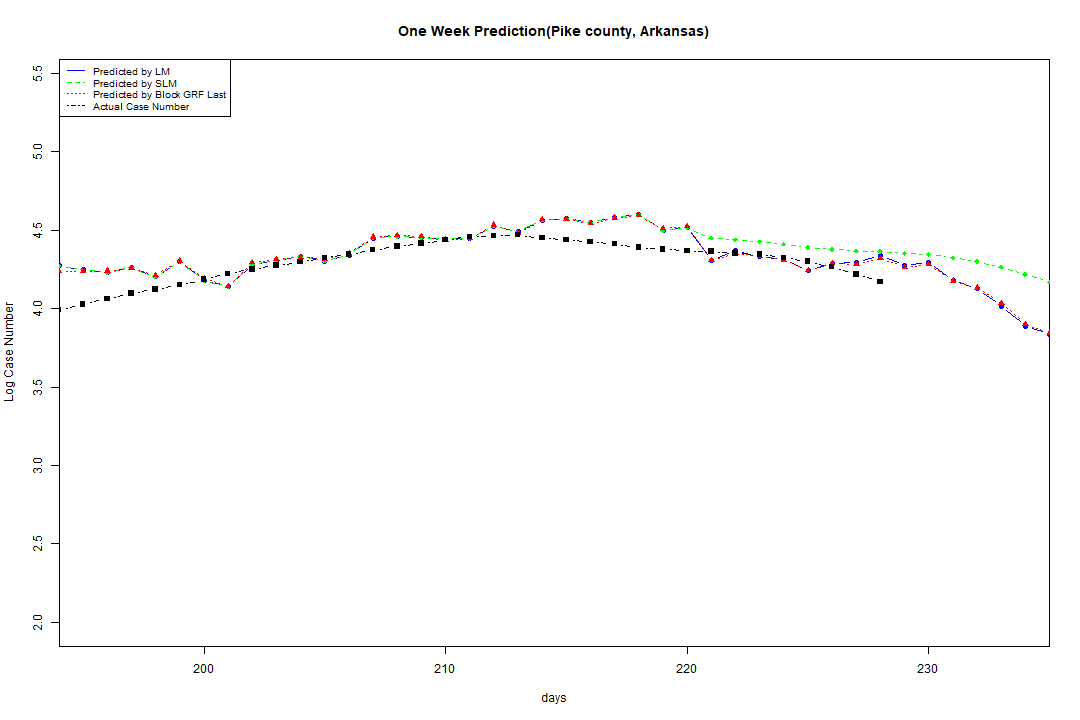 One Week Prediction(Pike county, Arkansas)
Predicted by LM
Predicted by SLM
Predicted by Block GRF Last
Actual Case Number
5.5
5.0
4.5
4.0
3.5
3.0
2.5
2.0
Log Case Number
200
210
220
230
days